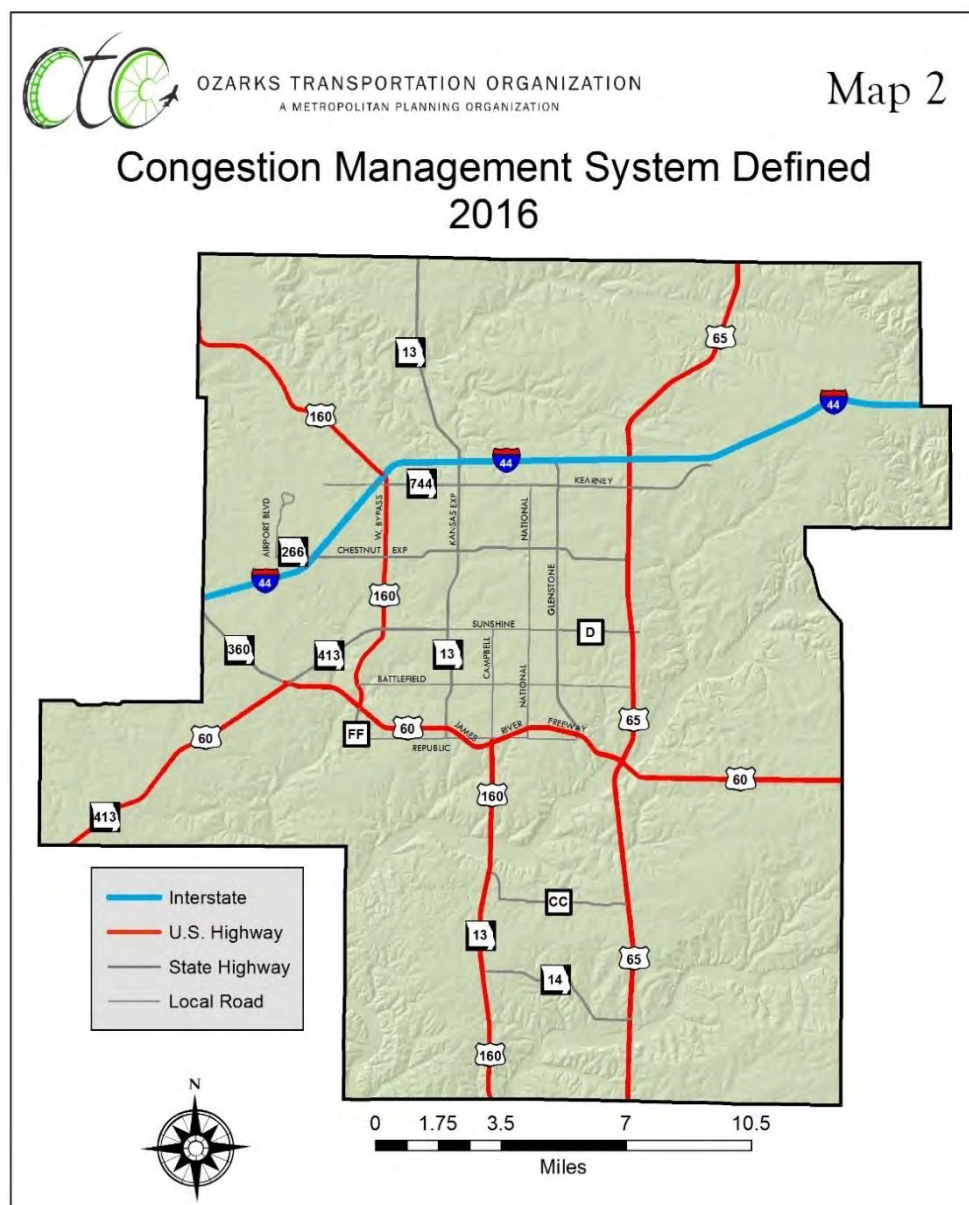 OZARKS TRANSPORTATION ORGANIZATION
A METROPOLITAN PLANNING ORGANIZATION
Map 2
Congestion Management System Defined
2016
13
65
160
44
44
744
KEARNEY
AIRPORT BLVD
W. BYPASS
KANSAS EXP
NATIONAL
266
CHESTNUT EXP
44
160
GLENSTONE
SUNSHINE
D
360
413
13
CAMPBELL
BATTLEFIELD
NATIONAL
65
60
FF
60
JAMES RIVER FREEWAY
REPUBLIC
60
160
413
CC
13
65
14
160
Interstate
U.S. Highway
State Highway
Local Road
N
0 1.75 3.5 7 10.5
Miles